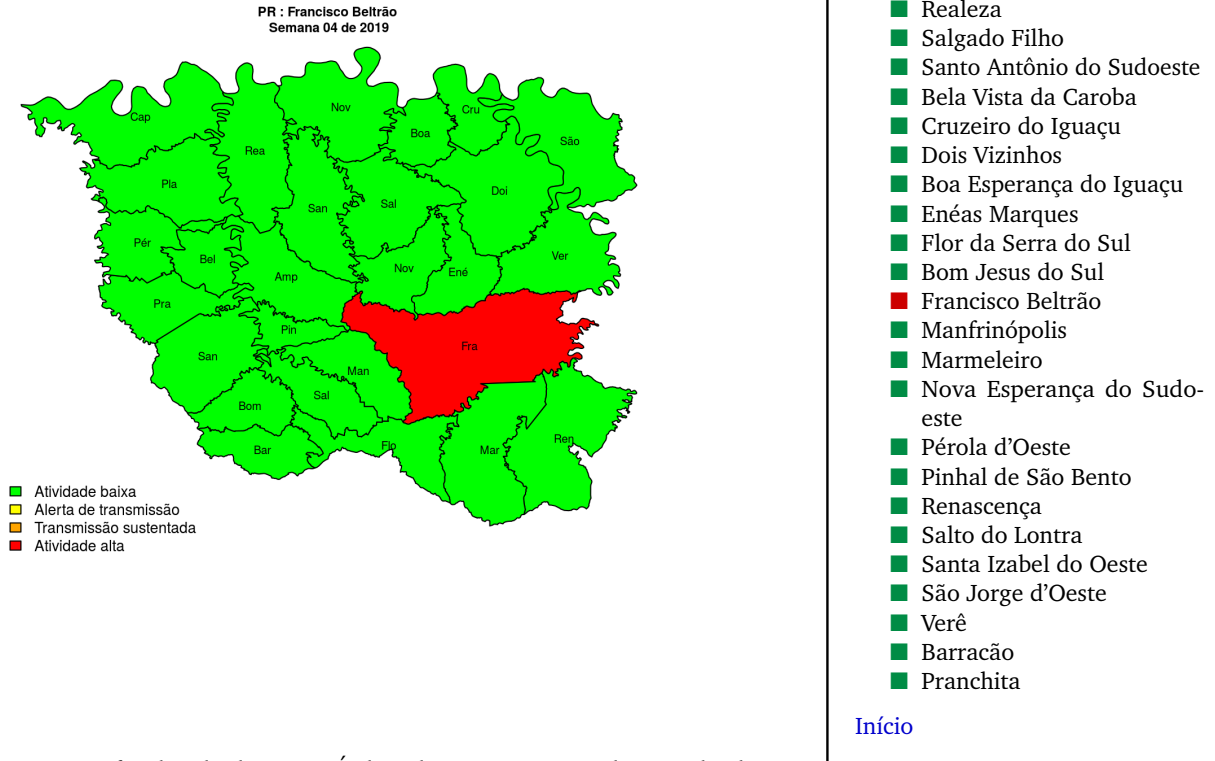 PR : Francisco Beltrão
Semana 04 de 2019
Cap
Nov
Cru
Boa
São
Rea
Pla
Doi
San
Sal
Pér
Bel
Ver
Nov
Ené
Amp
Pra
Pin
Fra
San
Man
Sal
Bom
Flo
Ren
Bar
Mar
Atividade baixa
Alerta de transmissão
Transmissão sustentada
Atividade alta
Realeza
Salgado Filho
Santo Antônio do Sudoeste
Bela Vista da Caroba
Cruzeiro do Iguaçu
Dois Vizinhos
Boa Esperança do Iguaçu
Enéas Marques
Flor da Serra do Sul
Bom Jesus do Sul
Francisco Beltrão
Manfrinópolis
Marmeleiro
Nova Esperança do Sudo-
este
Pérola d'Oeste
Pinhal de São Bento
Renascença
Salto do Lontra
Santa Izabel do Oeste
São Jorge d'Oeste
Verê
Barracão
Pranchita
Início